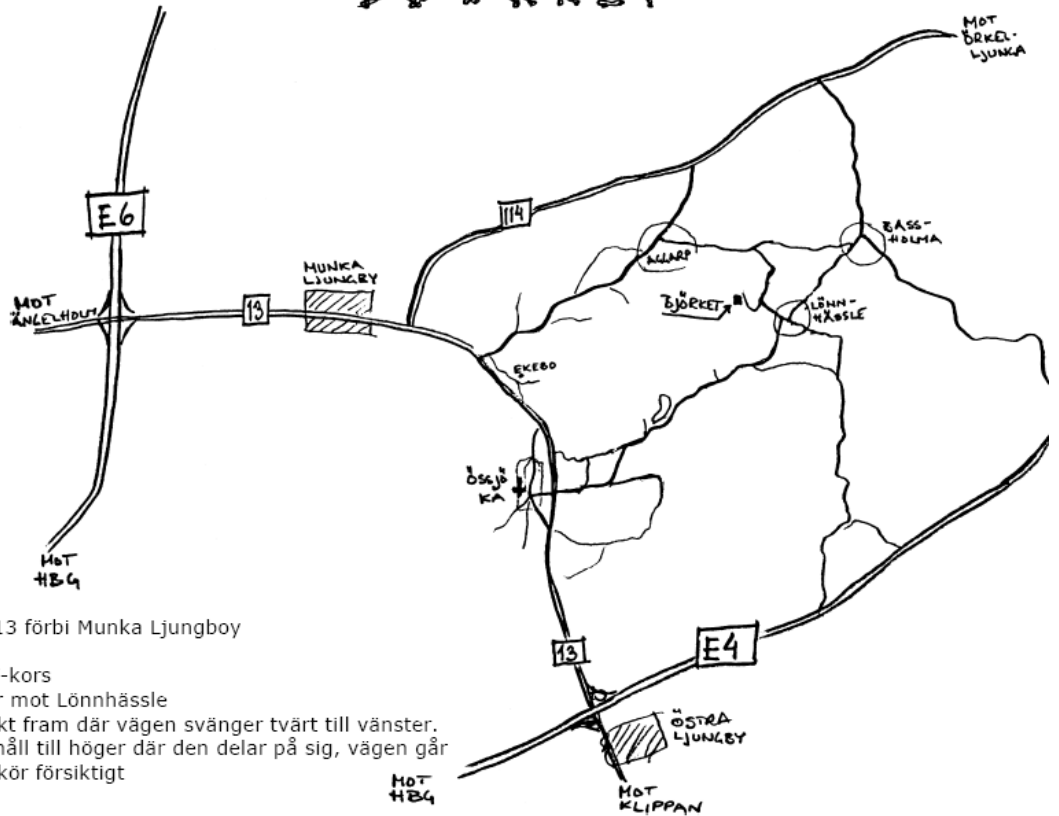 MOT
ÖRKEL-
LJUNGA
E6
114
BASS-
HOLMA
AGGARP
MUNKA
LJUNGBY
MOT
ÄNGELHOLM
13
BJÖRKET
LÖNN-
HÄSSLE
EKEBO
ÖSSJÖ
KA
MOT
HBG
13 förbi Munka Ljungboy
-kors
r mot Lönnhässle
kt fram där vägen svänger tvärt till vänster.
håll till höger där den delar på sig, vägen går
kör försiktigt
13
E4
ÖSTRA
LJUNGBY
MOT
HBG
MOT
KLIPPAN